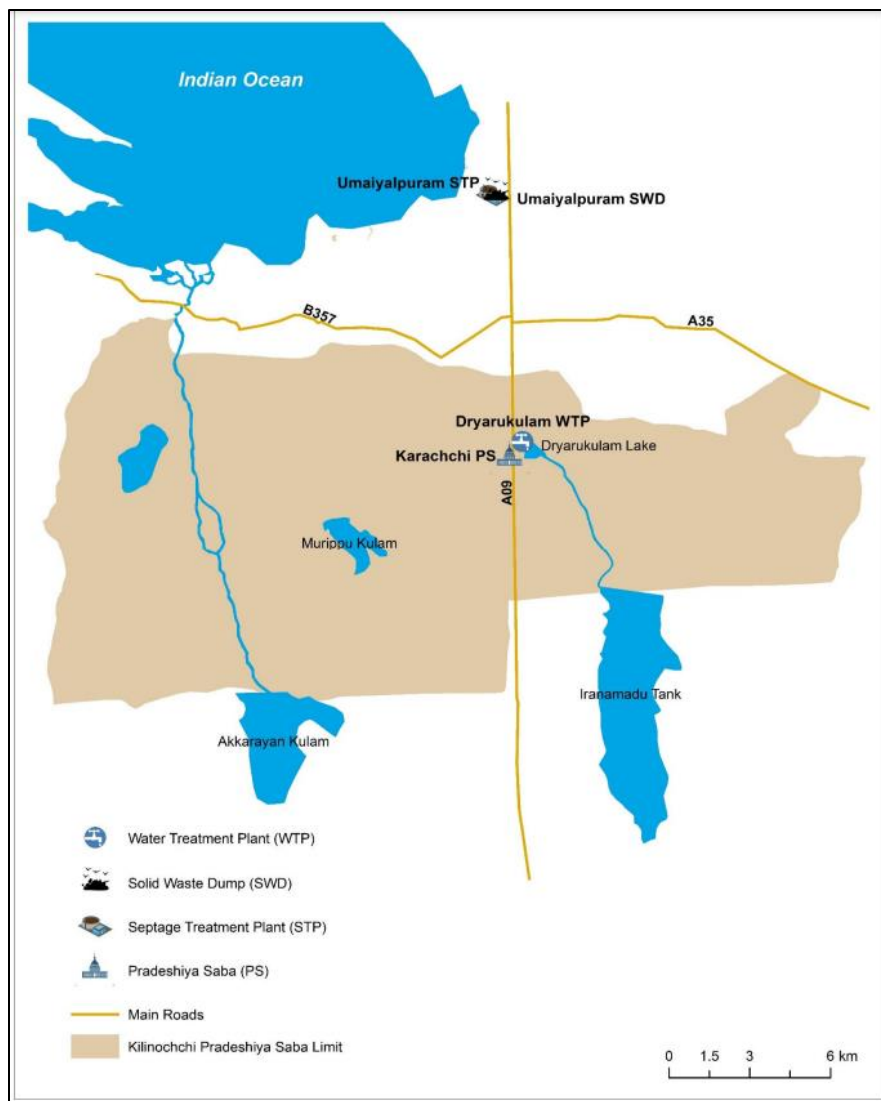 Indian Ocean
Umaiyalpuram STP
Umaiyalpuram SWD
B357
A35
Dryarukulam WTP
Dryarukulam Lake
Karachchi PS
A09
Murippu Kulam
Iranamadu Tank
Akkarayan Kulam
Water Treatment Plant (WTP)
Solid Waste Dump (SWD)
Septage Treatment Plant (STP)
Pradeshiya Saba (PS)
Main Roads
Kilinochchi Pradeshiya Saba Limit
0 1.5 3 6 km